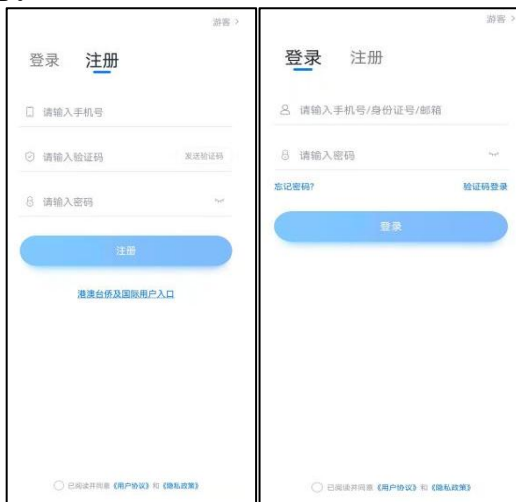 游客 >
登录 注册
请输入手机号
请输入验证码 发送验证码
请输入密码
注册
港澳台侨及国际用户入口
已阅读并同意《用户协议》和《隐私政策》
游客 >
登录 注册
请输入手机号/身份证号/邮箱
请输入密码
忘记密码? 验证码登录
登录
已阅读并同意《用户协议》和《隐私政策》